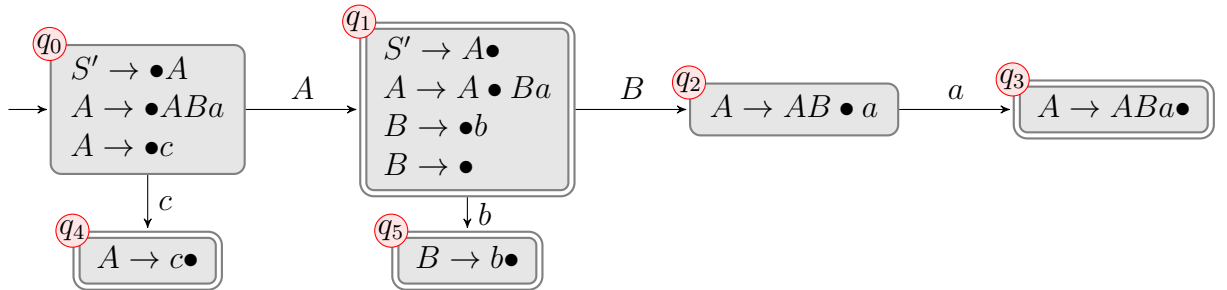 q0
S′ → •A
A → •ABa
A → •c
A
q1
S′ → A•
A → A • Ba
B → •b
B → •
B
q2
A → AB • a
a
q3
A → ABa•
c
q4
A → c•
b
q5
B → b•